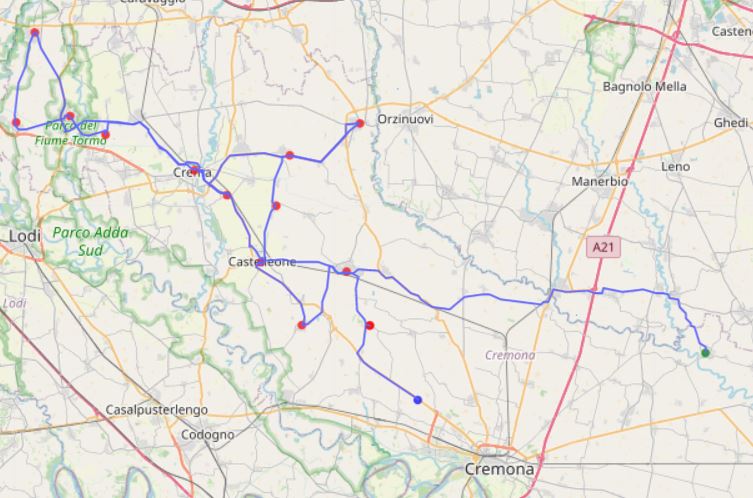 Caravaggio
Casten
Bagnolo Mella
Orzinuovi
Ghedi
Parco del
Fiume Tormo
Leno
Crema
Manerbio
Lodi
Parco Adda
Sud
A21
Castelleone
Lodi
Cremona
Casalpusterlengo
Codogno
Cremona